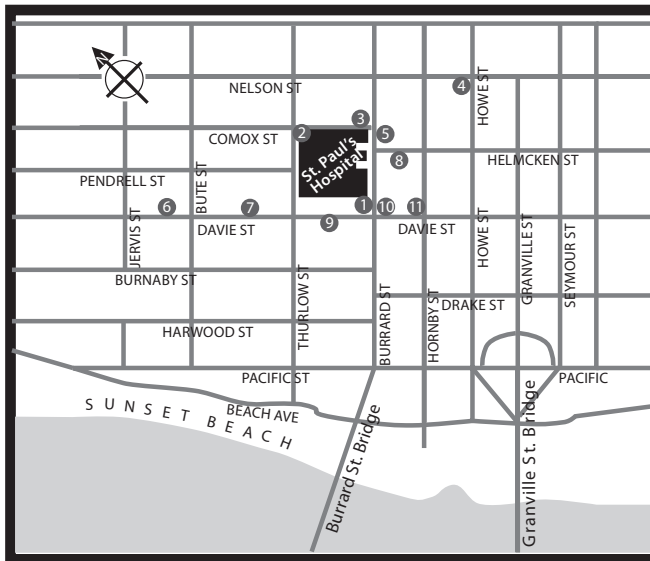 N
NELSON ST
HOWE ST
4
3
COMOX ST
2
5
St. Paul's
Hospital
8
HELMCKEN ST
PENDRELL ST
BUTE ST
JERVIS ST
6
7
1
10
11
DAVIE ST
9
DAVIE ST
HOWE ST
GRANVILLE ST
SEYMOUR ST
BURNABY ST
THURLOW ST
BURRARD ST
HORNBY ST
DRAKE ST
HARWOOD ST
PACIFIC ST
PACIFIC
SUNSET BEACH
BEACH AVE
Burrard St. Bridge
Granville St. Bridge